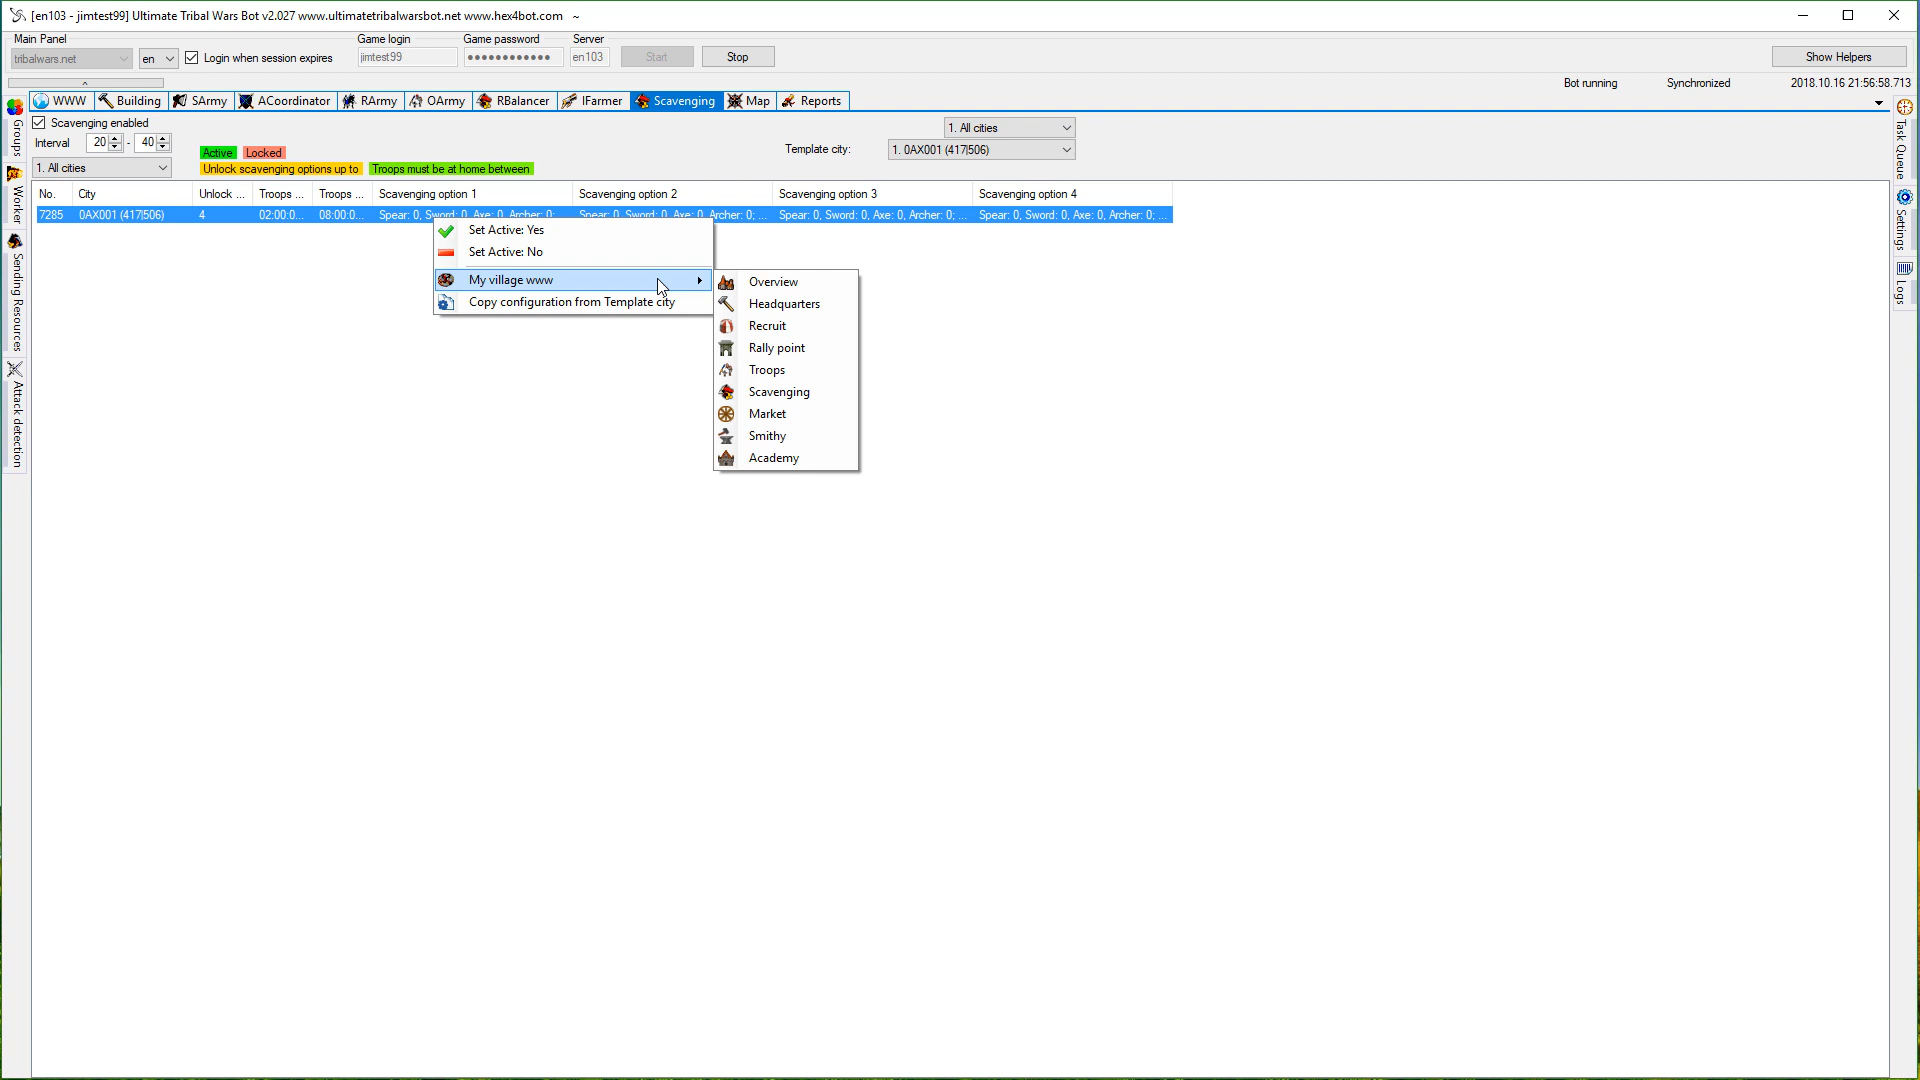 [en103 - jimtest99] Ultimate Tribal Wars Bot v2.027 www.ultimatetribalwarsbot.net www.hex4bot.com ~
Main Panel
Game login
Game password
Server
tribalwars.net
en
Login when session expires
jimtest99
●●●●●●●●●●●●
en103
Start
Stop
Show Helpers
Bot running
Synchronized
2018.10.16 21:56:58.713
WWW
Building
SArmy
ACoordinator
RArmy
OArmy
RBalancer
IFarmer
Scavenging
Map
Reports
Scavenging enabled
Interval
20
-
40
1. All cities
Active
Locked
Unlock scavenging options up to
Troops must be at home between
1. All cities
Template city:
1. 0AX001 (417|506)
No.
City
Unlock ...
Troops ...
Troops ...
Scavenging option 1
Scavenging option 2
Scavenging option 3
Scavenging option 4
7285
0AX001 (417|506)
4
02:00:0...
08:00:0...
Spear: 0, Sword: 0, Axe: 0, Archer: 0;
Spear: 0, Sword: 0, Axe: 0, Archer: 0; ...
Spear: 0, Sword: 0, Axe: 0, Archer: 0; ...
Spear: 0, Sword: 0, Axe: 0, Archer: 0; ...
Set Active: Yes
Set Active: No
My village www
Copy configuration from Template city
Overview
Headquarters
Recruit
Rally point
Troops
Scavenging
Market
Smithy
Academy
Groups
Worker
Sending Resources
Attack detection
Task Queue
Settings
Logs